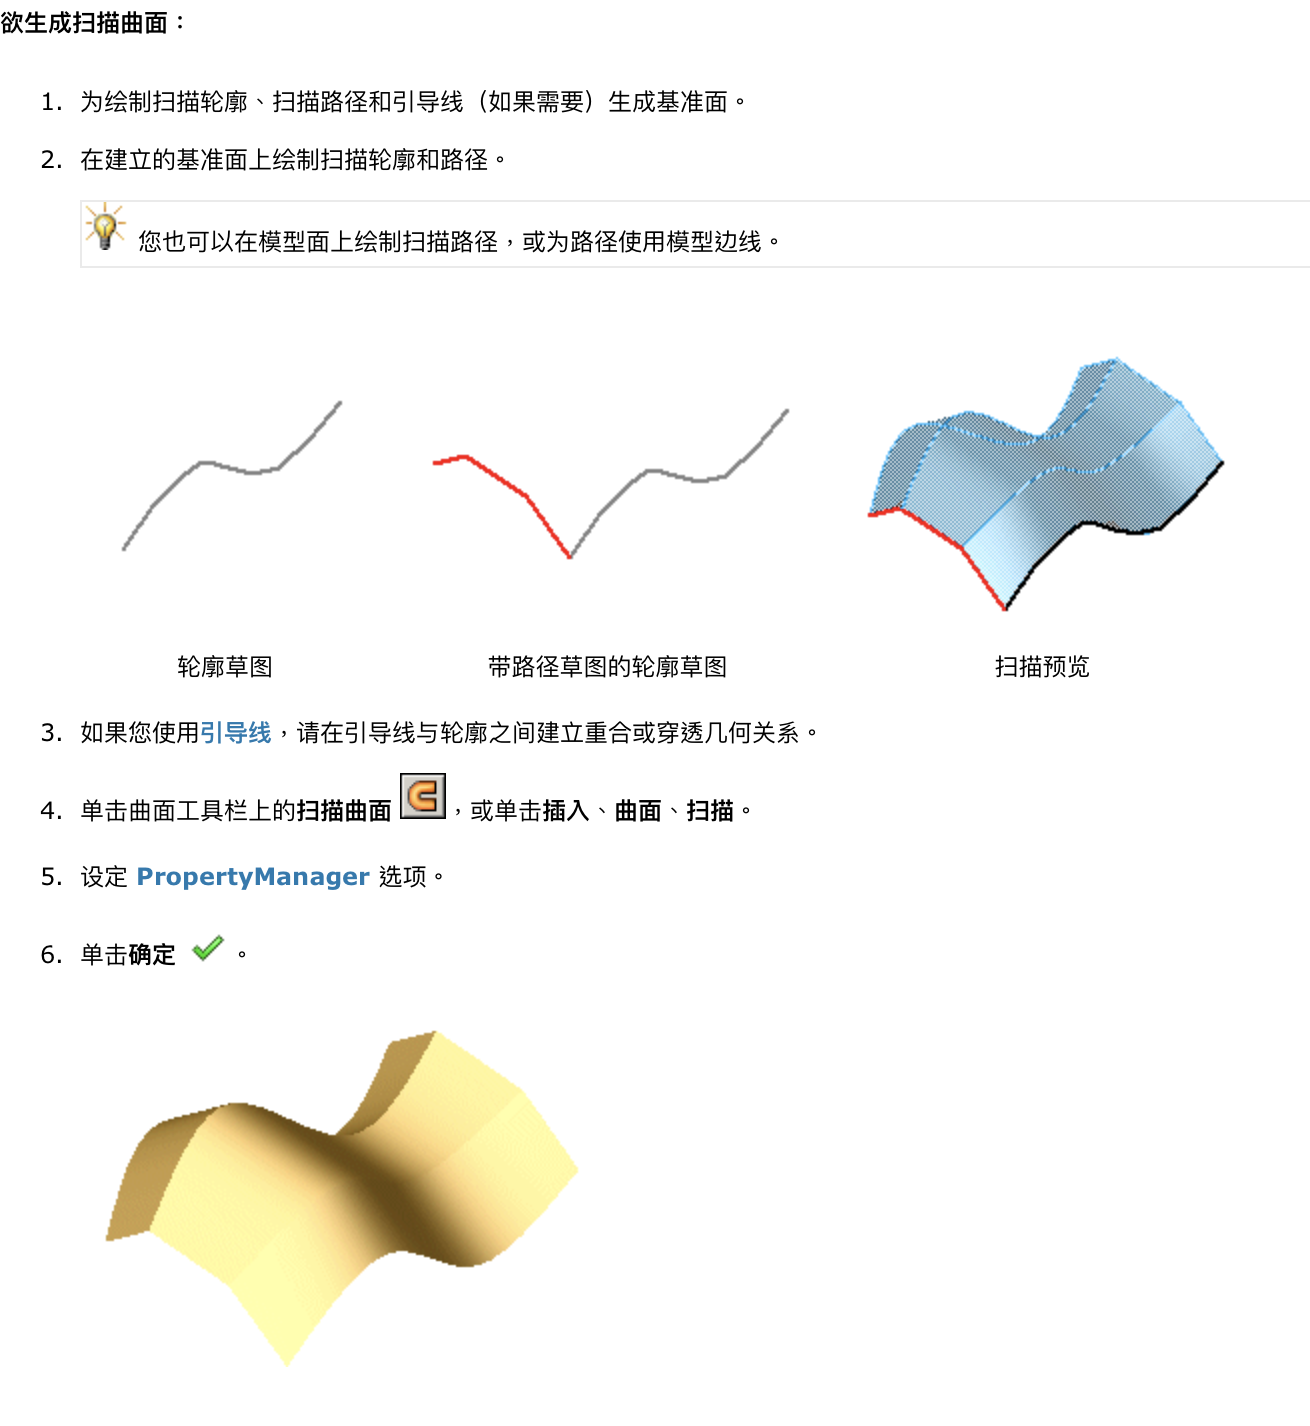 欲生成扫描曲面：
1. 为绘制扫描轮廓、扫描路径和引导线（如果需要）生成基准面。
2. 在建立的基准面上绘制扫描轮廓和路径。
您也可以在模型面上绘制扫描路径，或为路径使用模型边线。
轮廓草图 带路径草图的轮廓草图 扫描预览
3. 如果您使用引导线，请在引导线与轮廓之间建立重合或穿透几何关系。
4. 单击曲面工具栏上的扫描曲面 ，或单击插入、曲面、扫描。
5. 设定 PropertyManager 选项。
6. 单击确定 。